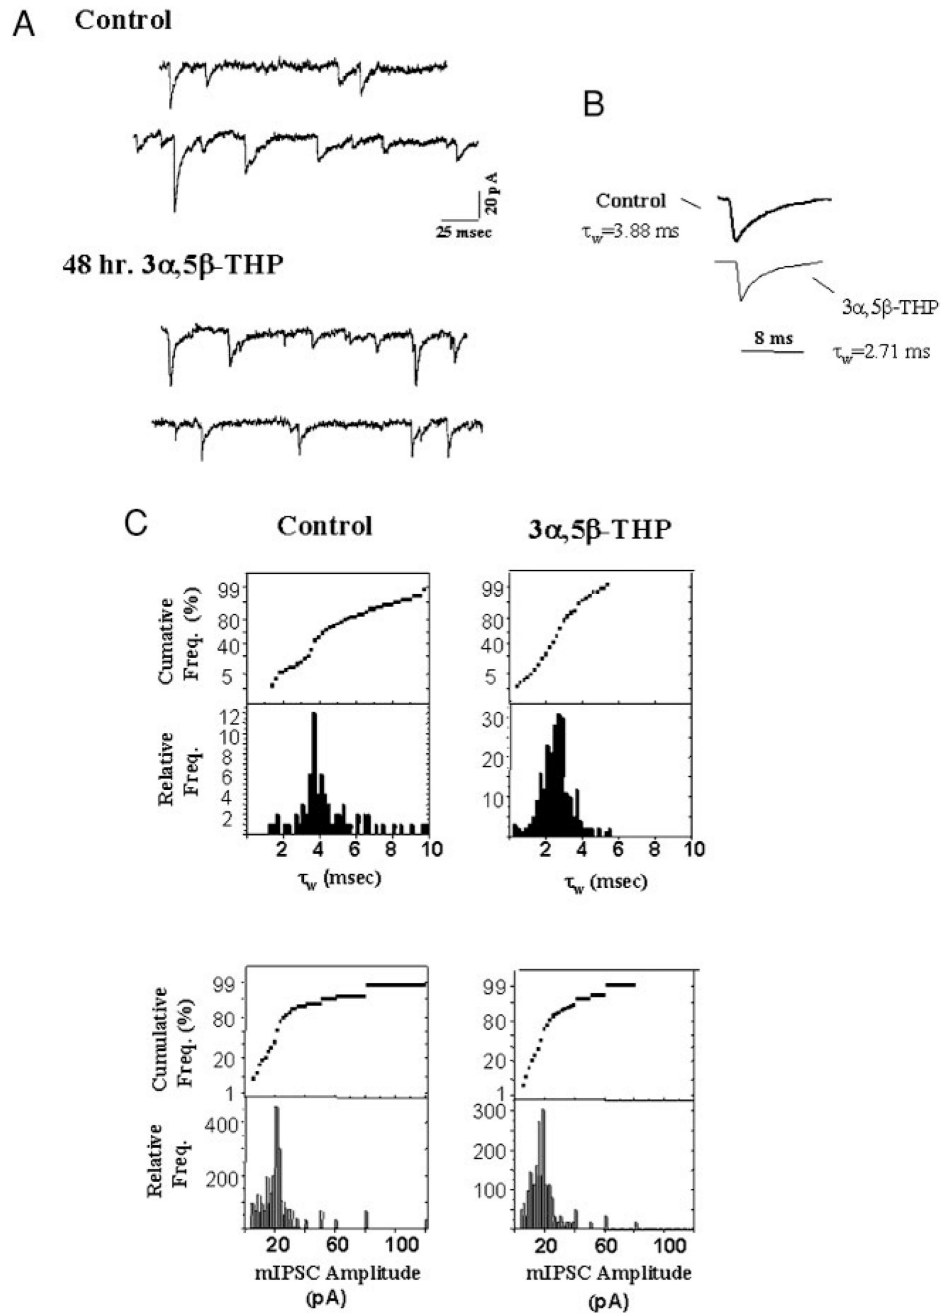 A Control
20 pA
25 msec
48 hr. 3α,5β-THP
B
Control
τw=3.88 ms
3α,5β-THP
8 ms
τw=2.71 ms
C
Control
3α,5β-THP
Cumative
Freq. (%)
99
80
40
5
99
80
40
5
Relative
Freq.
12
10
8
6
4
2
30
20
10
2 4 6 8 10
τw (msec)
2 4 6 8 10
τw (msec)
Cumulative
Freq. (%)
99
80
20
1
99
80
20
1
Relative
Freq.
400
200
300
200
100
20 60 100
mIPSC Amplitude
(pA)
20 60 100
mIPSC Amplitude
(pA)